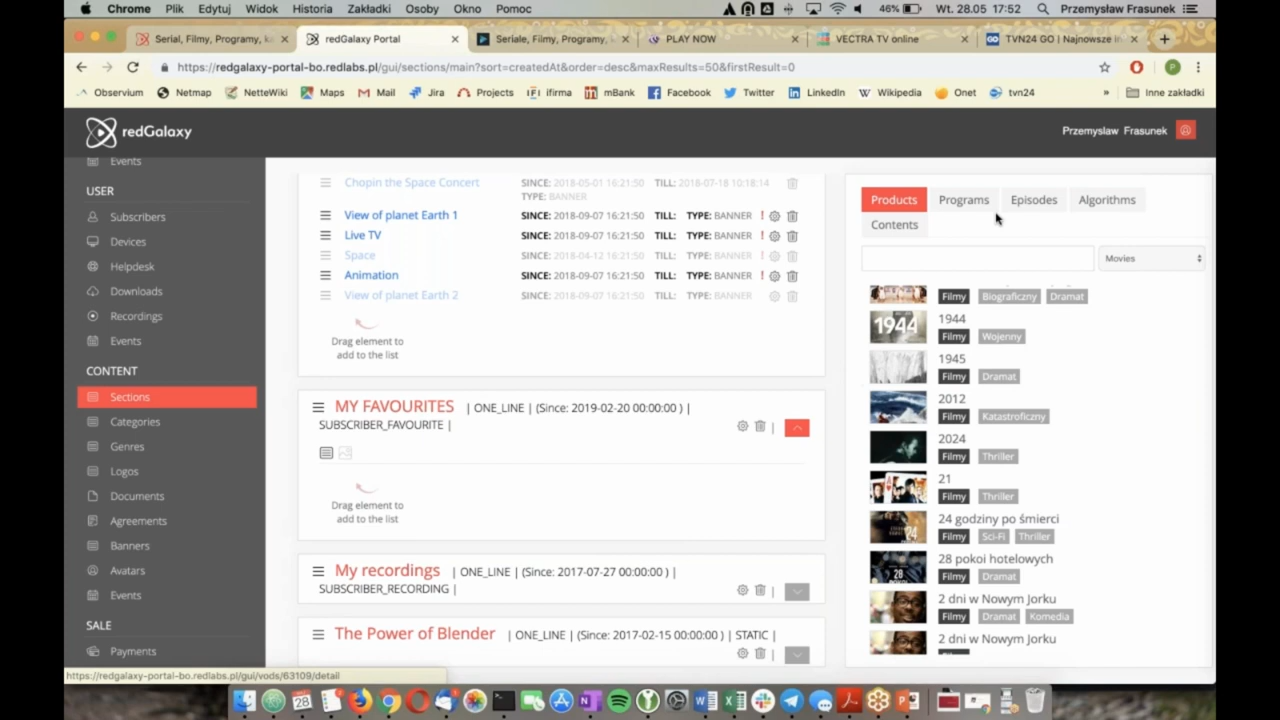 Chrome Plik Edytuj Widok Historia Zakładki Osoby Okno Pomoc 46% Wt. 28.05 17:52 Przemysław Frasunek
Serial, Filmy, Programy, k × redGalaxy Portal × Seriale, Filmy, Programy, × PLAY NOW × VECTRA TV online × TVN24 GO | Najnowsze in × +
https://redgalaxy-portal-bo.redlabs.pl/gui/sections/main?sort=createdAt&order=desc&maxResults=50&firstResult=0
Observium Netmap NetteWiki Maps Mail Jira Projects ifirma mBank Facebook Twitter LinkedIn Wikipedia Onet tvn24 » Inne zakładki
redGalaxy
Przemyslaw Frasunek
Events
USER
Subscribers
Devices
Helpdesk
Downloads
Recordings
Events
CONTENT
Sections
Categories
Genres
Logos
Documents
Agreements
Banners
Avatars
Events
SALE
Payments
Chopin the Space Concert SINCE: 2018-05-01 16:21:50 TILL: 2018-07-18 10:18:14
TYPE: BANNER
View of planet Earth 1 SINCE: 2018-09-07 16:21:50 TILL: TYPE: BANNER !
Live TV SINCE: 2018-09-07 16:21:50 TILL: TYPE: BANNER !
Space SINCE: 2018-04-12 16:21:50 TILL: TYPE: BANNER
Animation SINCE: 2018-09-07 16:21:50 TILL: TYPE: BANNER !
View of planet Earth 2 SINCE: 2018-09-07 16:21:50 TILL: TYPE: BANNER
Drag element to
add to the list
MY FAVOURITES | ONE_LINE | (Since: 2019-02-20 00:00:00 ) |
SUBSCRIBER_FAVOURITE |
|
Drag element to
add to the list
My recordings | ONE_LINE | (Since: 2017-07-27 00:00:00 ) |
SUBSCRIBER_RECORDING |
|
The Power of Blender | ONE_LINE | (Since: 2017-02-15 00:00:00 ) | STATIC |
|
Products Programs Episodes Algorithms
Contents
Movies
Filmy Biograficzny Dramat
1944
1944
Filmy Wojenny
1945
Filmy Dramat
2012
Filmy Katastroficzny
2024
Filmy Thriller
21
Filmy Thriller
24 godziny po śmierci
Filmy Sci-Fi Thriller
28 pokoi hotelowych
Filmy Dramat
2 dni w Nowym Jorku
Filmy Dramat Komedia
2 dni w Nowym Jorku
https://redgalaxy-portal-bo.redlabs.pl/gui/vods/63109/detail
28